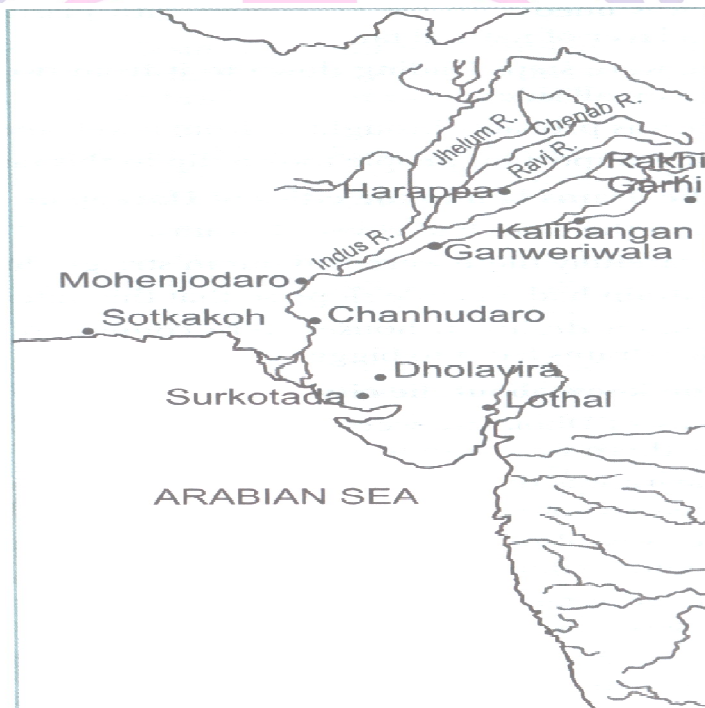 Jhelum R.
Chenab R.
Ravi R.
Rakhi
Garhi
Harappa
Kalibangan
Ganweriwala
Indus R.
Mohenjodaro
Sotkakoh
Chanhudaro
Dholavira
Surkotada
Lothal
ARABIAN SEA